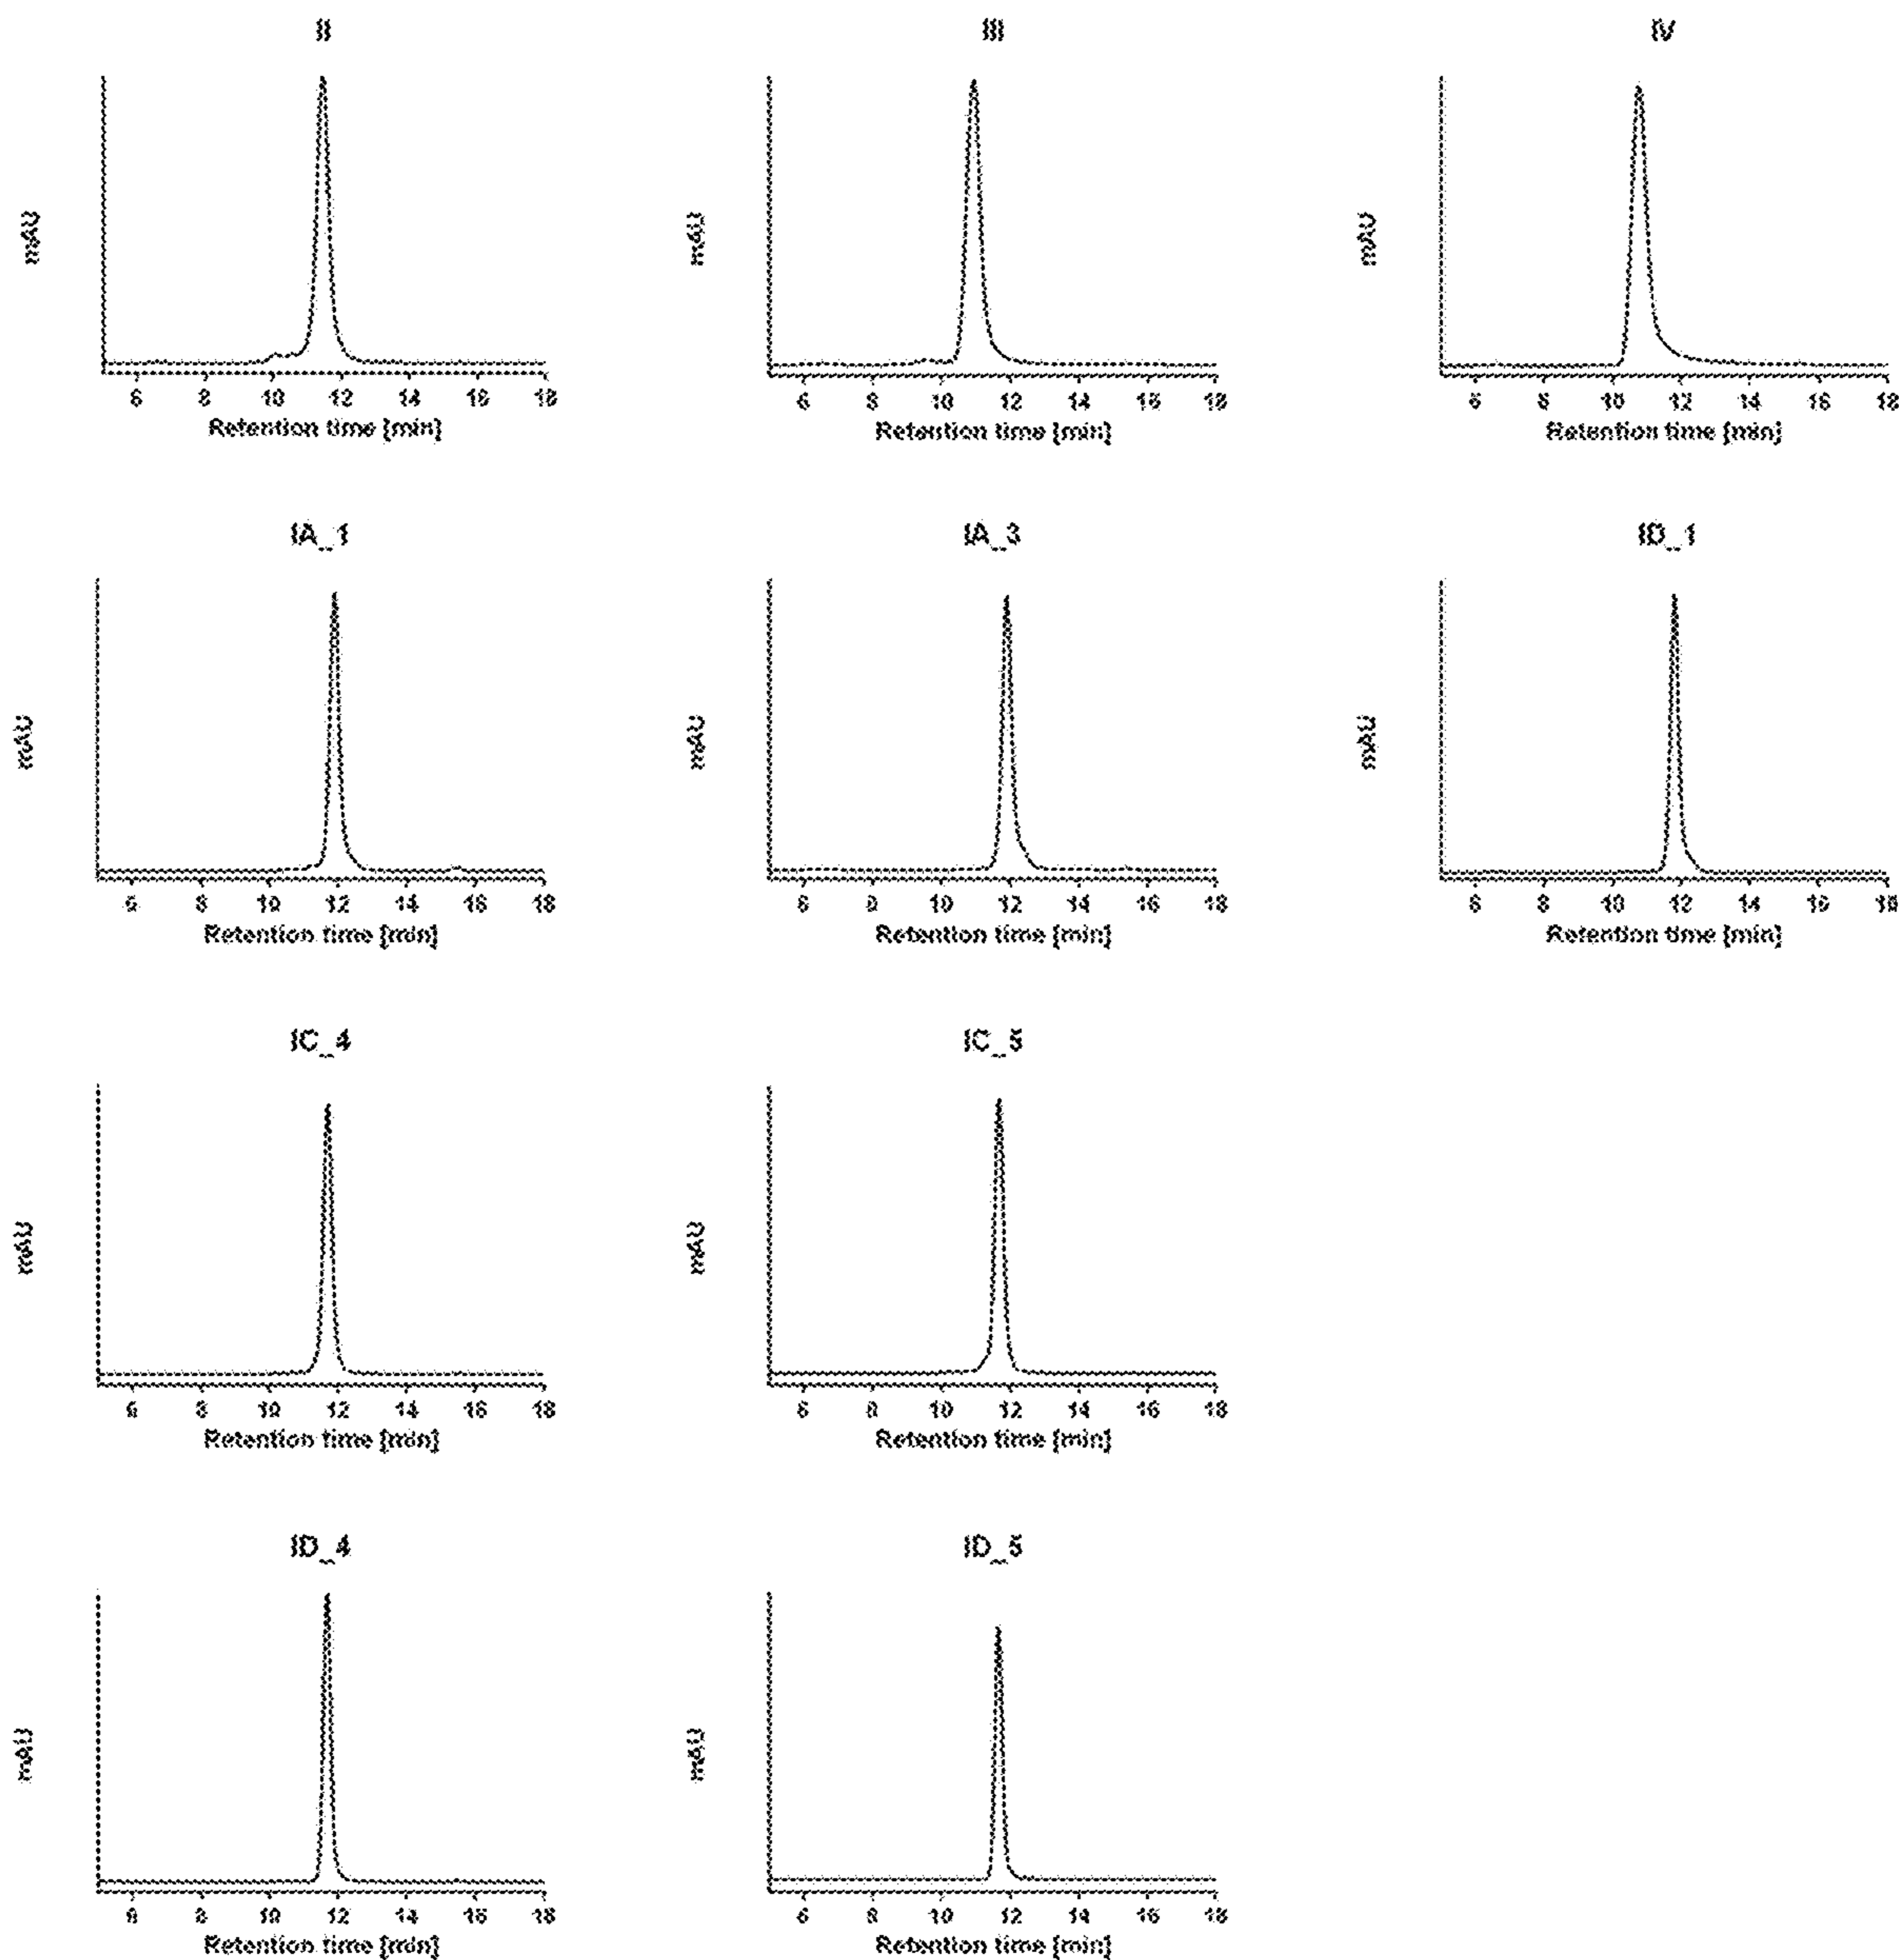 II
III
IV
mAU
mAU
mAU
6 8 10 12 14 16 18
6 8 10 12 14 16 18
6 8 10 12 14 16 18
Retention time [min]
Retention time [min]
Retention time [min]
IA_1
IA_3
ID_1
mAU
mAU
mAU
6 8 10 12 14 16 18
6 8 10 12 14 16 18
6 8 10 12 14 16 18
Retention time [min]
Retention time [min]
Retention time [min]
IC_4
IC_5
mAU
mAU
6 8 10 12 14 16 18
6 8 10 12 14 16 18
Retention time [min]
Retention time [min]
ID_4
ID_5
mAU
mAU
6 8 10 12 14 16 18
6 8 10 12 14 16 18
Retention time [min]
Retention time [min]